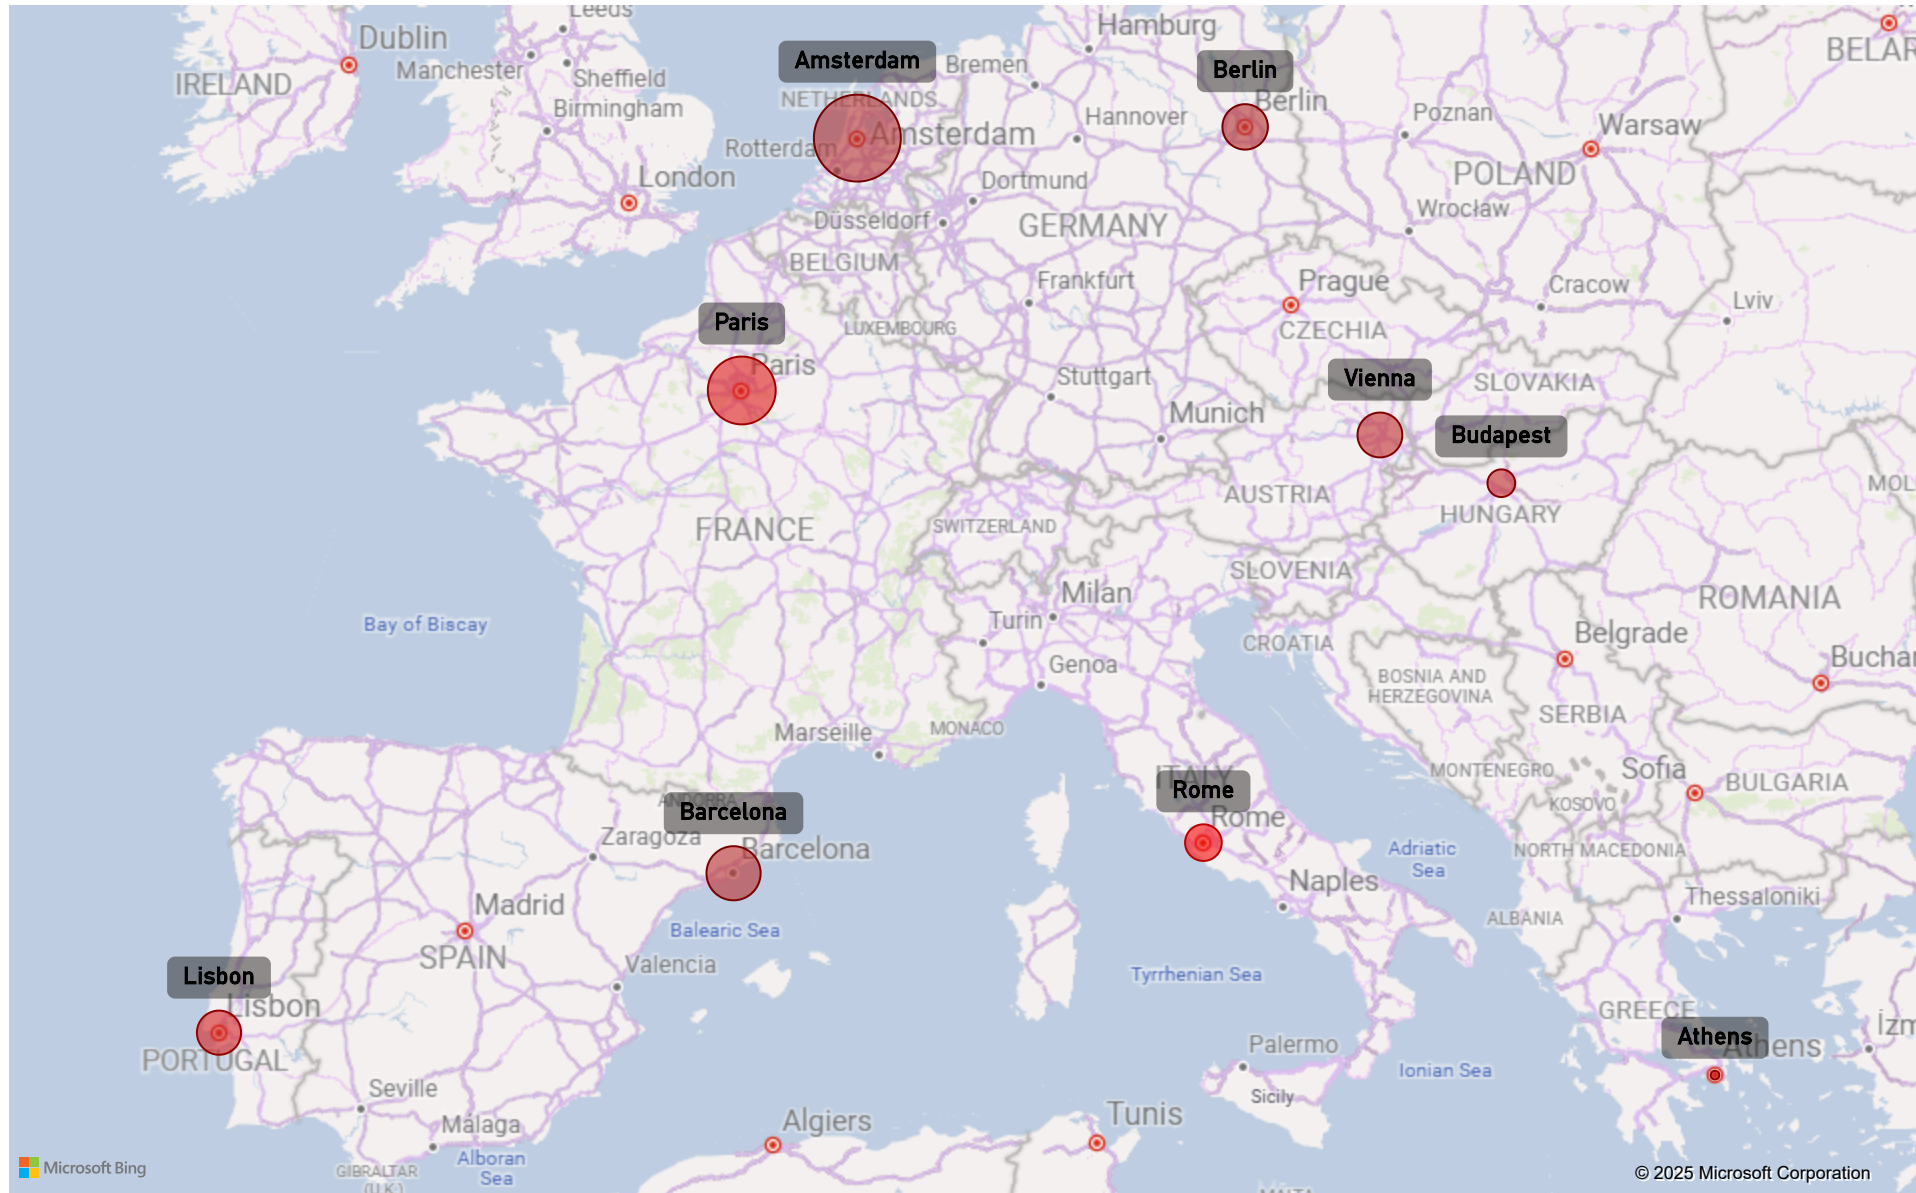 Leeds
Dublin
Hamburg
BELAR
Manchester
Amsterdam
Bremen
Berlin
IRELAND
Sheffield
NETHERLANDS
Berlin
Birmingham
Hannover
Poznan
Amsterdam
Warsaw
Rotterdam
London
Dortmund
POLAND
Düsseldorf
GERMANY
Wrocław
BELGIUM
Frankfurt
Prague
Cracow
Lviv
Paris
LUXEMBOURG
CZECHIA
Paris
Stuttgart
Vienna
SLOVAKIA
Munich
Budapest
AUSTRIA
MOL
FRANCE
SWITZERLAND
HUNGARY
SLOVENIA
Milan
ROMANIA
Bay of Biscay
Turin
CROATIA
Belgrade
Genoa
Buchar
BOSNIA AND
HERZEGOVINA
Marseille
MONACO
SERBIA
ITALY
MONTENEGRO
Sofia
BULGARIA
ANDORRA
Rome
KOSOVO
Barcelona
Rome
Zaragoza
Barcelona
Adriatic
Sea
NORTH MACEDONIA
Madrid
Naples
Thessaloniki
Balearic Sea
ALBANIA
SPAIN
Valencia
Tyrrhenian Sea
Lisbon
Lisbon
GREECE
İzm
Athens
Athens
PORTUGAL
Palermo
Ionian Sea
Seville
Sicily
Málaga
Algiers
Tunis
Alboran
Sea
GIBRALTAR
(U.K.)
Microsoft Bing
© 2025 Microsoft Corporation
MALTA